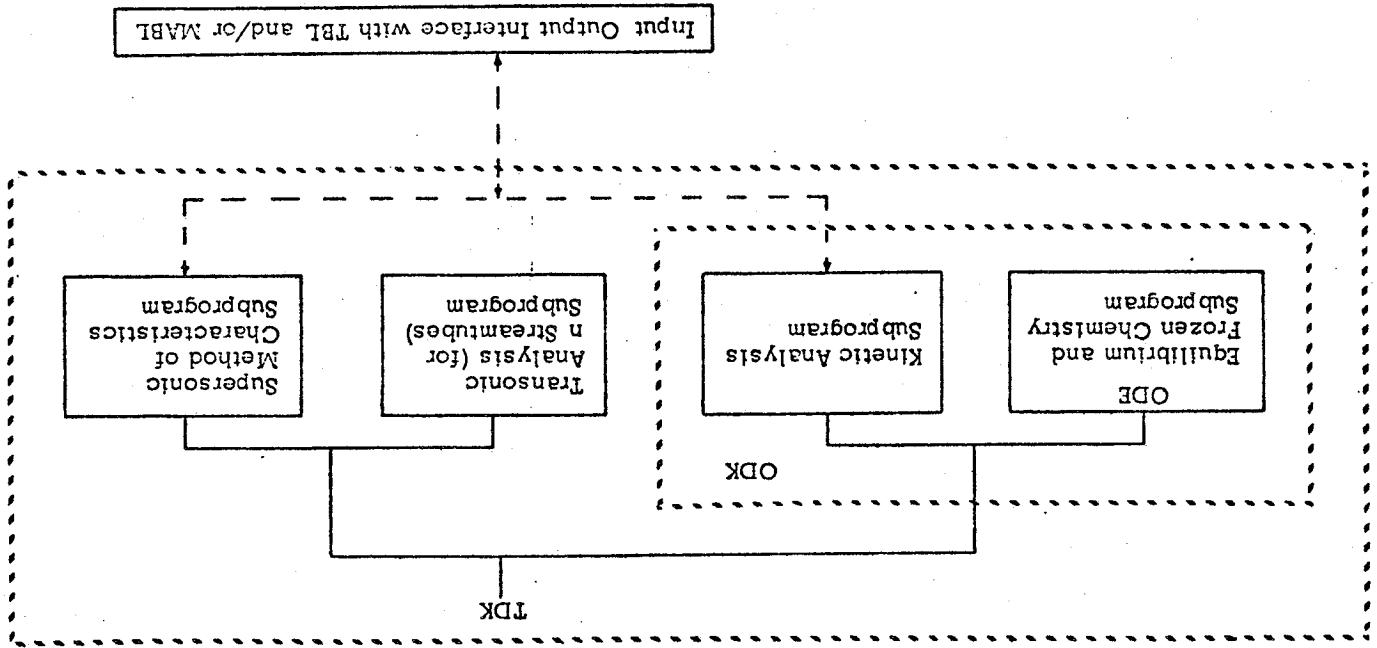 TDK
ODK
ODE
Equilibrium and
Frozen Chemistry
Subprogram
Kinetic Analysis
Subprogram
Transonic
Analysis (for
n Streamtubes)
Subprogram
Supersonic
Method of
Characteristics
Subprogram
Input Output Interface with TBL and/or MABL